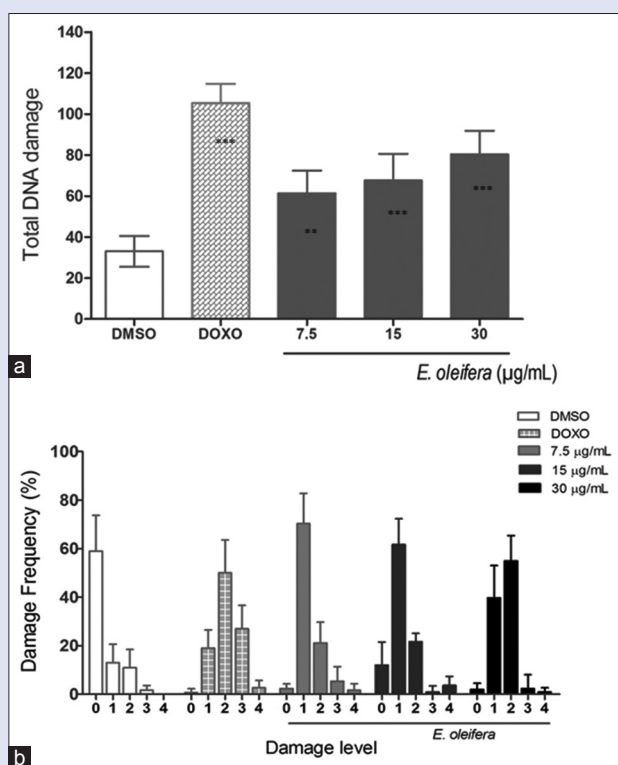 140
120
100
80
60
40
20
0
Total DNA damage
***
**
***
***
DMSO
DOXO
7.5
15
30
E. oleifera (µg/mL)
a
DMSO
DOXO
7.5 µg/mL
15 µg/mL
30 µg/mL
100
80
60
40
20
0
Damage Frequency (%)
0 1 2 3 4 0 1 2 3 4 0 1 2 3 4 0 1 2 3 4 0 1 2 3 4
E. oleifera
Damage level
b